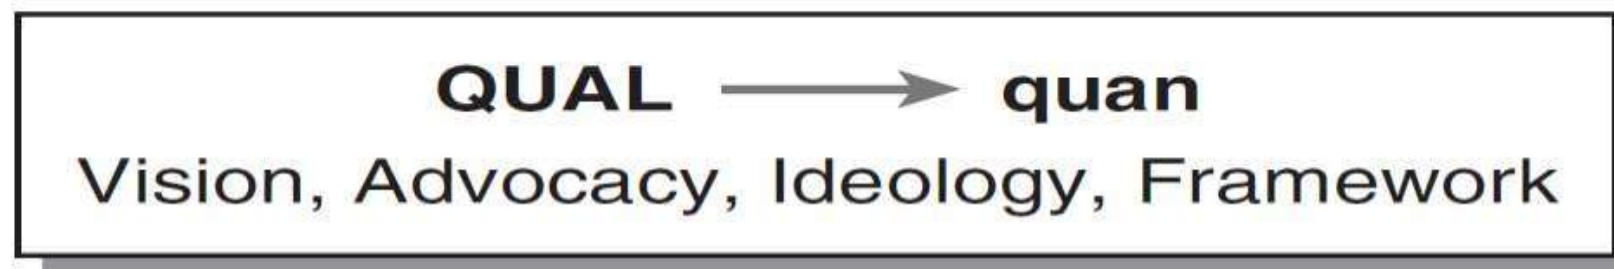 QUAL → quan
Vision, Advocacy, Ideology, Framework